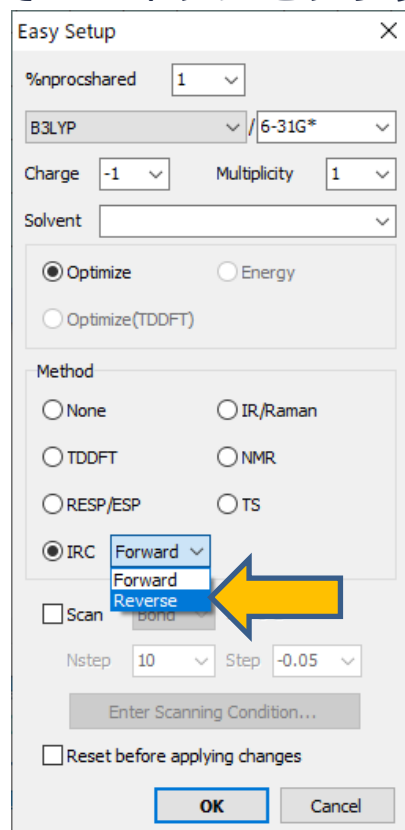 Easy Setup
%nprocshared 1
B3LYP / 6-31G*
Charge -1 Multiplicity 1
Solvent
Optimize Energy
Optimize(TDDFT)
Method
None IR/Raman
TDDFT NMR
RESP/ESP TS
IRC Forward
Forward
Reverse
Scan Bond
Nstep 10 Step -0.05
Enter Scanning Condition...
Reset before applying changes
OK Cancel